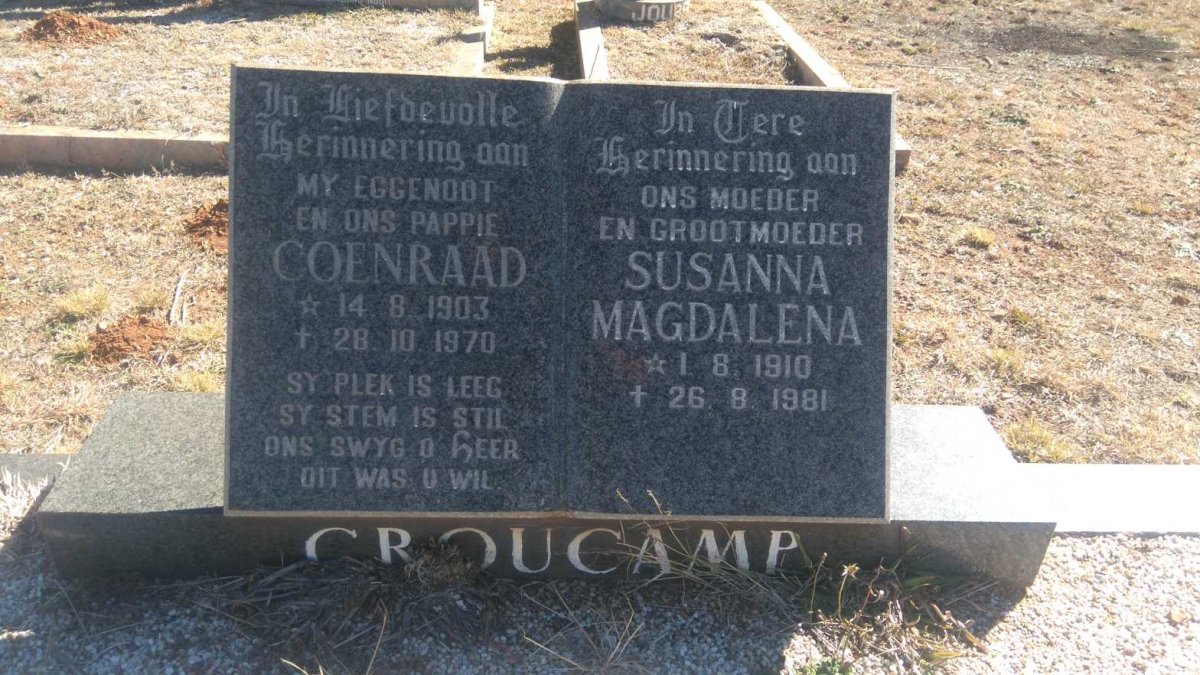 In Liefdevolle
Herinnering aan
MY EGGENOOT
EN ONS PAPPIE
COENRAAD
☆ 14 8 1903
✝ 28 10 1970
SY PLEK IS LEEG
SY STEM IS STIL
ONS SWYG O HEER
DIT WAS U WIL
In Tere
Herinnering aan
ONS MOEDER
EN GROOTMOEDER
SUSANNA
MAGDALENA
☆ 1. 8. 1910
✝ 26. 8. 1981
CROUCAMP